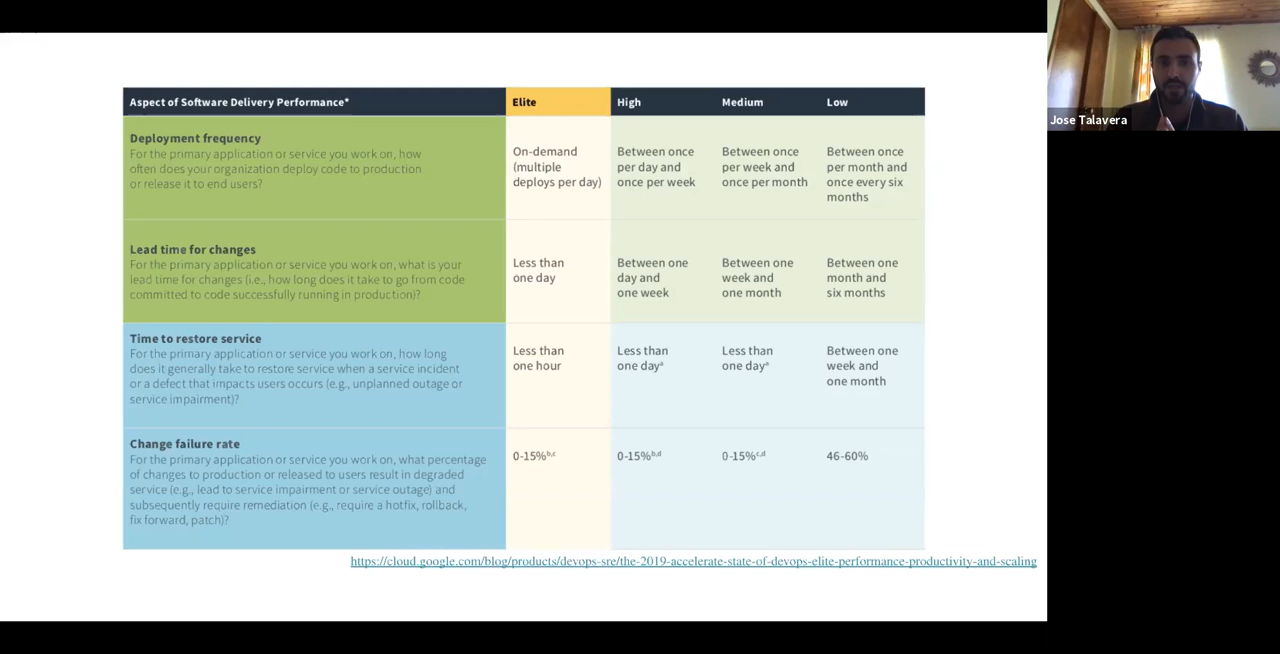 Aspect of Software Delivery Performance* Elite High Medium Low
Deployment frequency
For the primary application or service you work on, how
often does your organization deploy code to production
or release it to end users?
On-demand
(multiple
deploys per day)
Between once
per day and
once per week
Between once
per week and
once per month
Between once
per month and
once every six
months
Lead time for changes
For the primary application or service you work on, what is your
lead time for changes (i.e., how long does it take to go from code
committed to code successfully running in production)?
Less than
one day
Between one
day and
one week
Between one
week and
one month
Between one
month and
six months
Time to restore service
For the primary application or service you work on, how long
does it generally take to restore service when a service incident
or a defect that impacts users occurs (e.g., unplanned outage or
service impairment)?
Less than
one hour
Less than
one dayᵃ
Less than
one dayᵃ
Between one
week and
one month
Change failure rate
For the primary application or service you work on, what percentage
of changes to production or released to users result in degraded
service (e.g., lead to service impairment or service outage) and
subsequently require remediation (e.g., require a hotfix, rollback,
fix forward, patch)?
0-15%ᵇ,ᶜ
0-15%ᵇ,ᵈ
0-15%ᶜ,ᵈ
46-60%
https://cloud.google.com/blog/products/devops-sre/the-2019-accelerate-state-of-devops-elite-performance-productivity-and-scaling
Jose Talavera